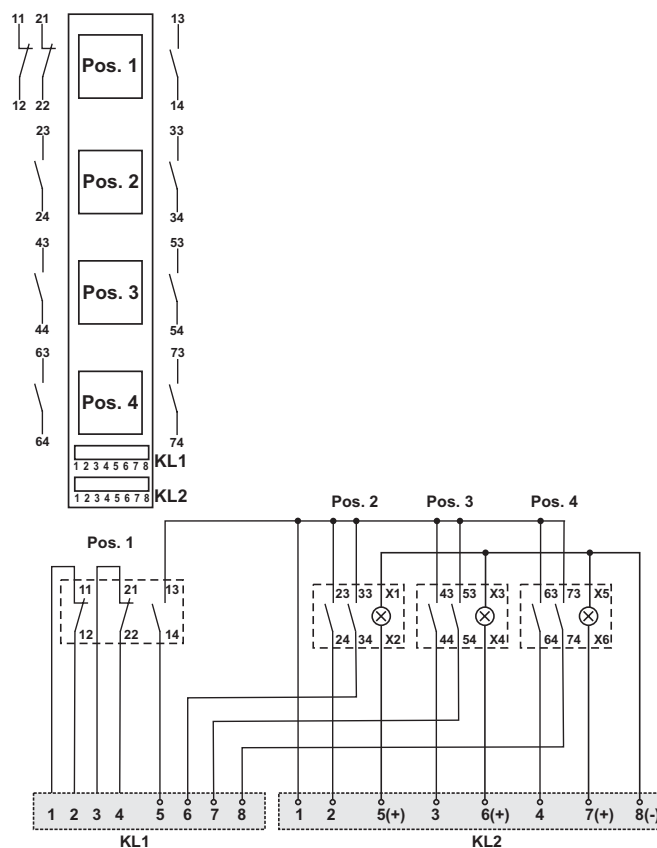 11 21 13
Pos. 1
12 22 14
23 33
Pos. 2
24 34
43 53
Pos. 3
44 54
63 73
Pos. 4
64 74
1 2 3 4 5 6 7 8 KL1
1 2 3 4 5 6 7 8 KL2
Pos. 1 Pos. 2 Pos. 3 Pos. 4
11 21 13 23 33 X1 43 53 X3 63 73 X5
12 22 14 24 34 X2 44 54 X4 64 74 X6
1 2 3 4 5 6 7 8 1 2 5(+) 3 6(+) 4 7(+) 8(-)
KL1 KL2